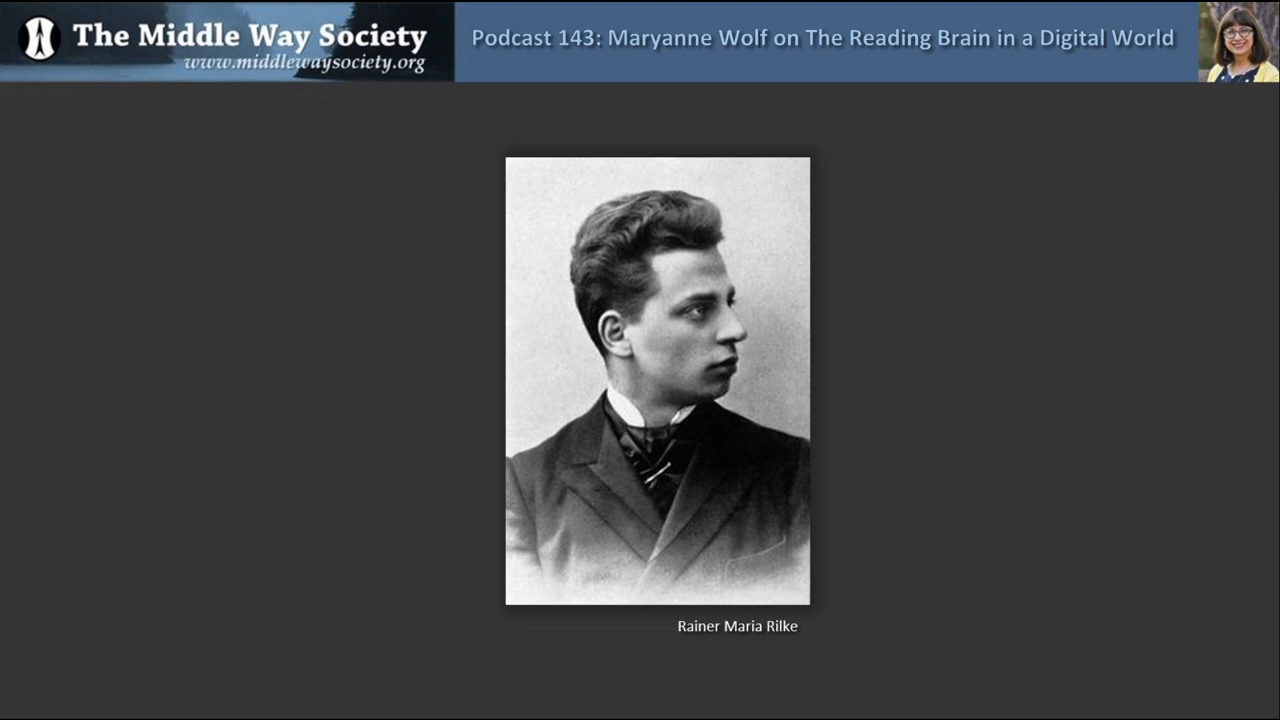 The Middle Way Society
www.middlewaysociety.org
Podcast 143: Maryanne Wolf on The Reading Brain in a Digital World
Rainer Maria Rilke